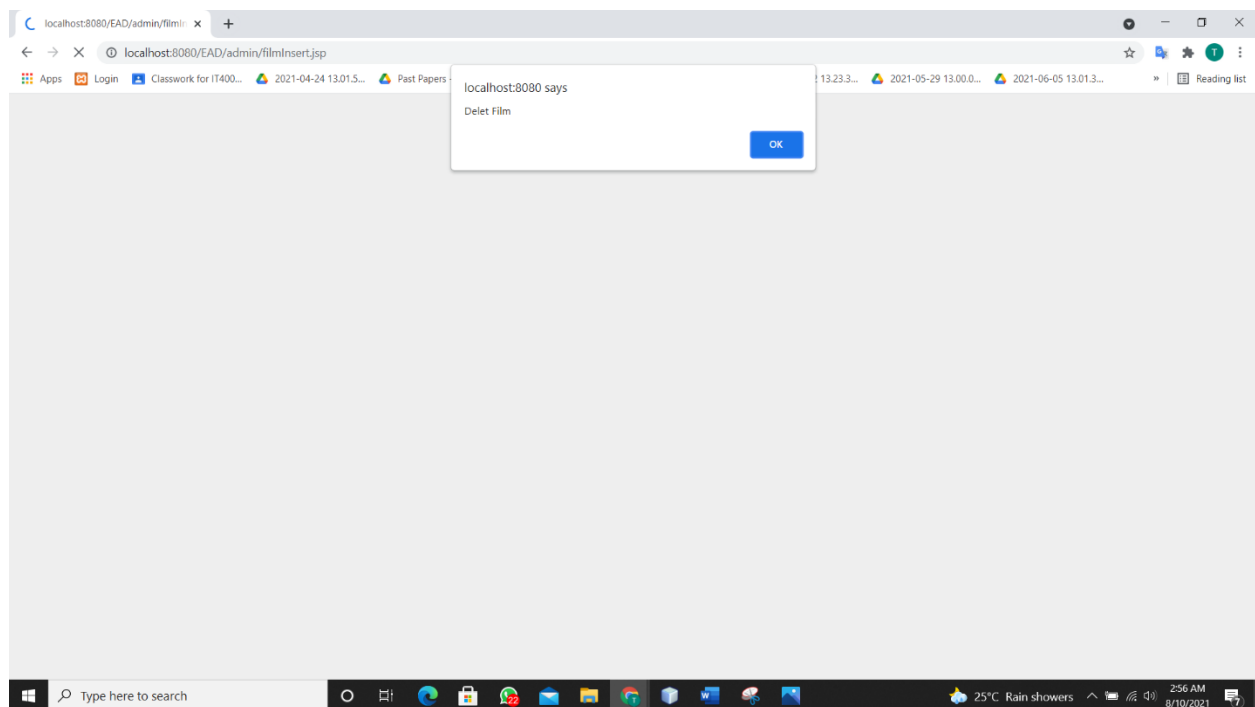 localhost:8080/EAD/admin/filmIn
localhost:8080/EAD/admin/filmInsert.jsp
Apps Login Classwork for IT400... 2021-04-24 13.01.5... Past Papers - 13.23.3... 2021-05-29 13.00.0... 2021-06-05 13.01.3... » Reading list
localhost:8080 says
Delet Film
OK
Type here to search 22 25°C Rain showers 2:56 AM
8/10/2021 7